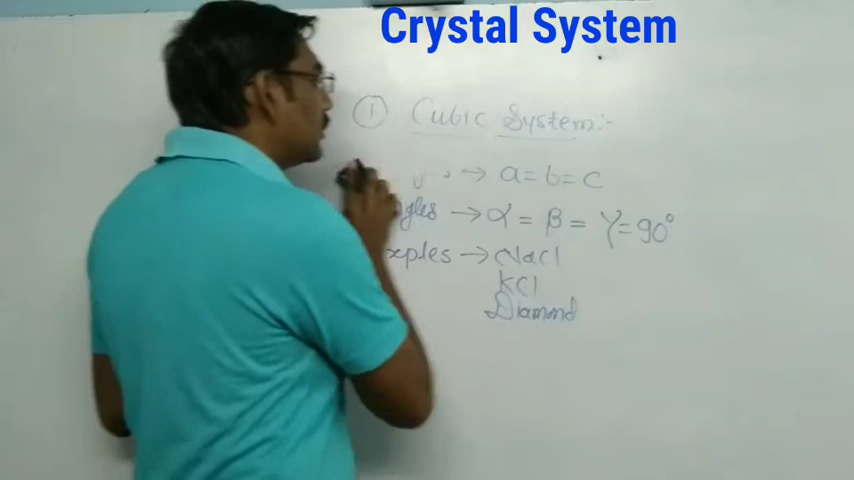 Crystal System
① Cubic System:-
→ a = b = c
gles → α = β = γ = 90°
xples → NaCl
KCl
Diamond